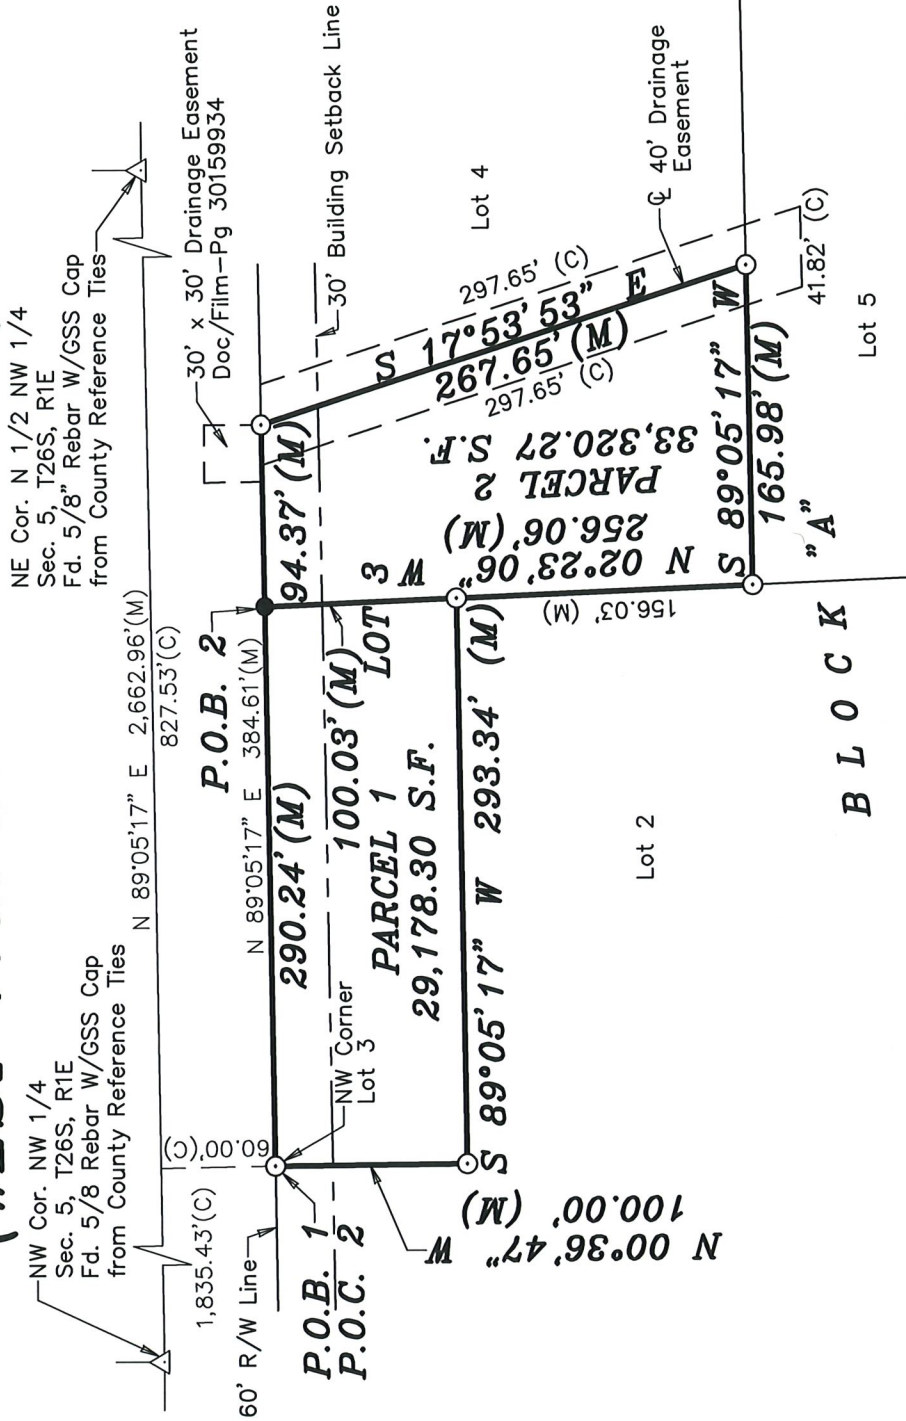 NW Cor. NW 1/4
Sec. 5, T26S, R1E
Fd. 5/8 Rebar W/GSS Cap
from County Reference Ties
NE Cor. N 1/2 NW 1/4
Sec. 5, T26S, R1E
Fd. 5/8" Rebar W/GSS Cap
from County Reference Ties
N 89°05'17" E 2,662.96'(M)
1,835.43'(C)
827.53'(C)
60.00'(C)
60' R/W Line
30' x 30' Drainage Easement
Doc/Film-Pg 30159934
30' Building Setback Line
P.O.B. 2
N 89°05'17" E 384.61'(M)
290.24'(M)
94.37'(M)
P.O.B. 1
P.O.C. 2
NW Corner
Lot 3
100.03'(M)
LOT 3
PARCEL 1
29,178.30 S.F.
N 00°36'47" W
100.00' (M)
S 89°05'17" W 293.34' (M)
N 02°23'06" W
256.06'(M)
156.03' (M)
PARCEL 2
33,320.27 S.F.
S 17°53'53" E
267.65'(M)
297.65' (C)
297.65' (C)
Lot 4
℄ 40' Drainage
Easement
S 89°05'17" W
165.98'(M)
41.82' (C)
Lot 5
Lot 2
BLOCK "A"